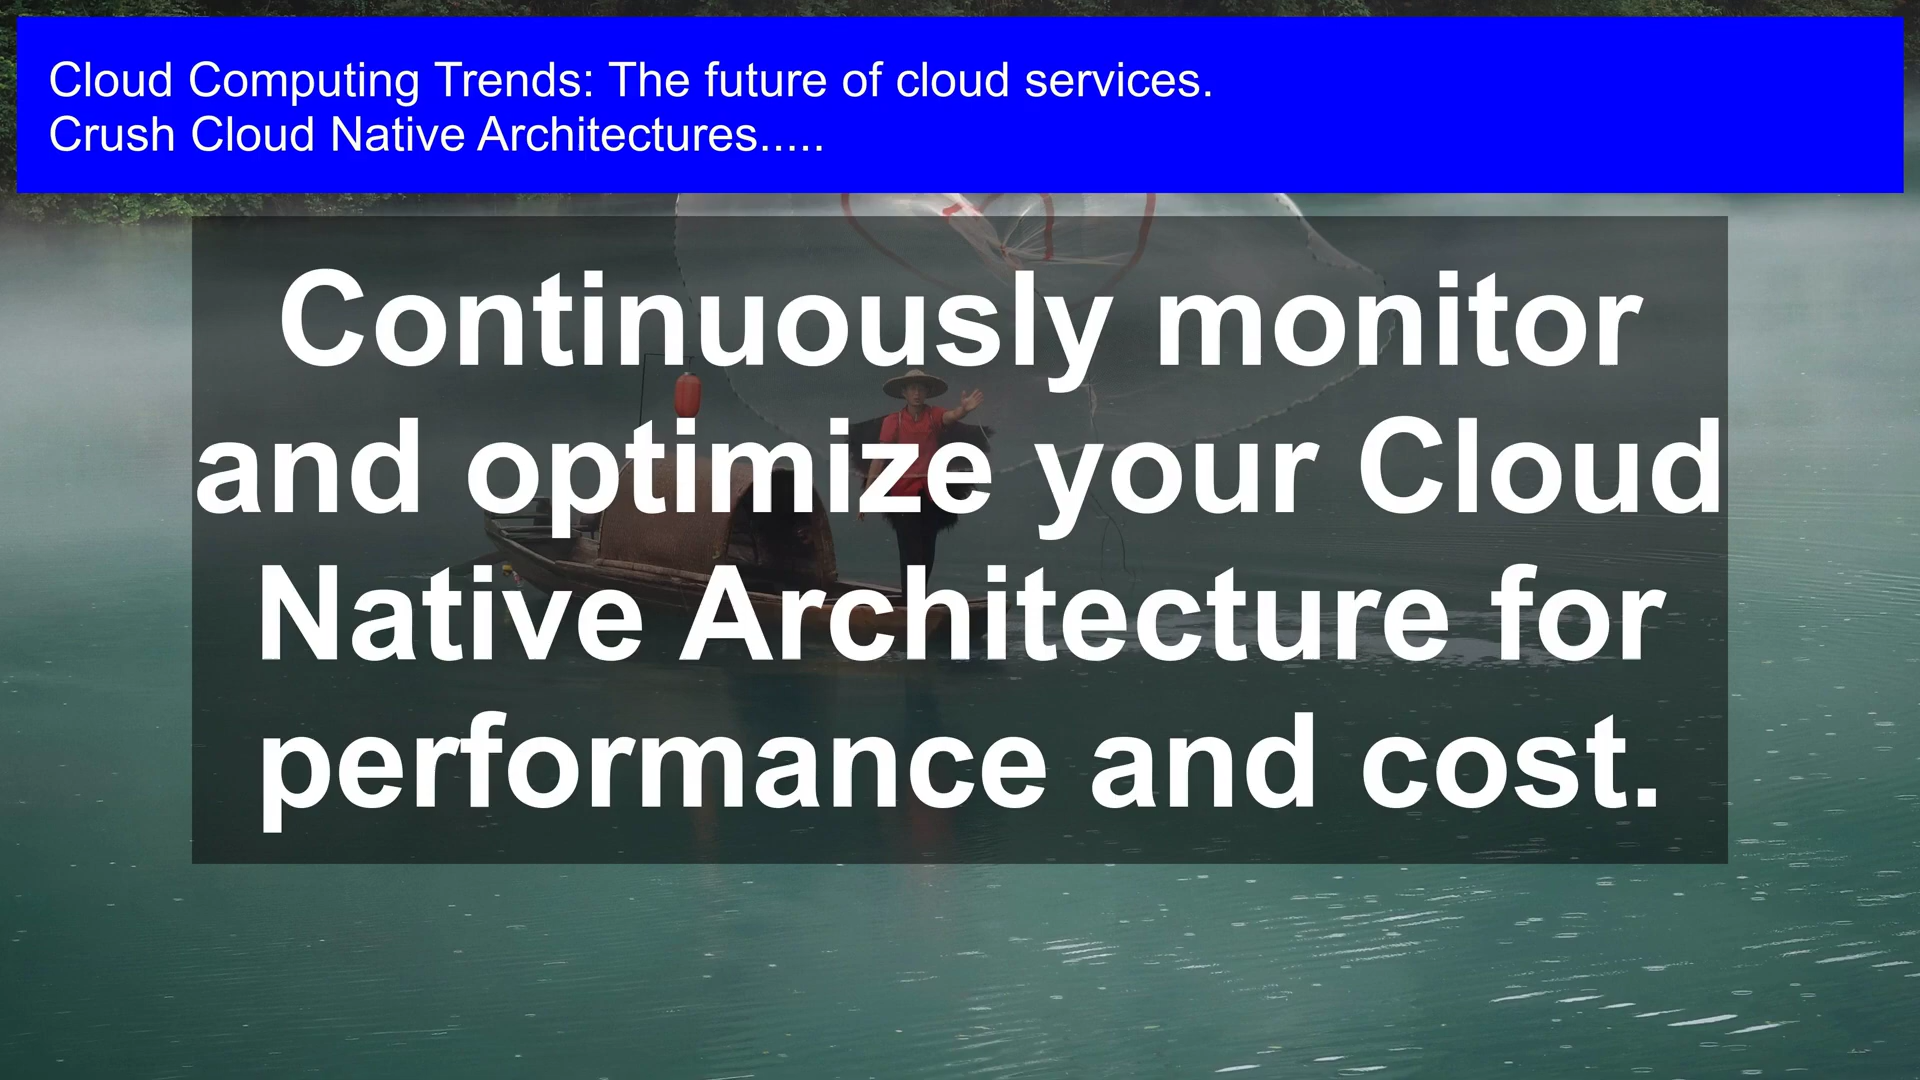 Cloud Computing Trends: The future of cloud services.
Crush Cloud Native Architectures.....
Continuously monitor
and optimize your Cloud
Native Architecture for
performance and cost.